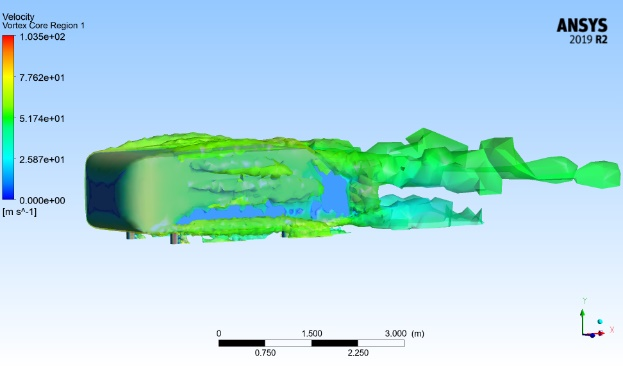 Velocity
Vortex Core Region 1
1.035e+02
7.762e+01
5.174e+01
2.587e+01
0.000e+00
[m s^-1]
ANSYS
2019 R2
0 1.500 3.000 (m)
0.750 2.250
Y
X